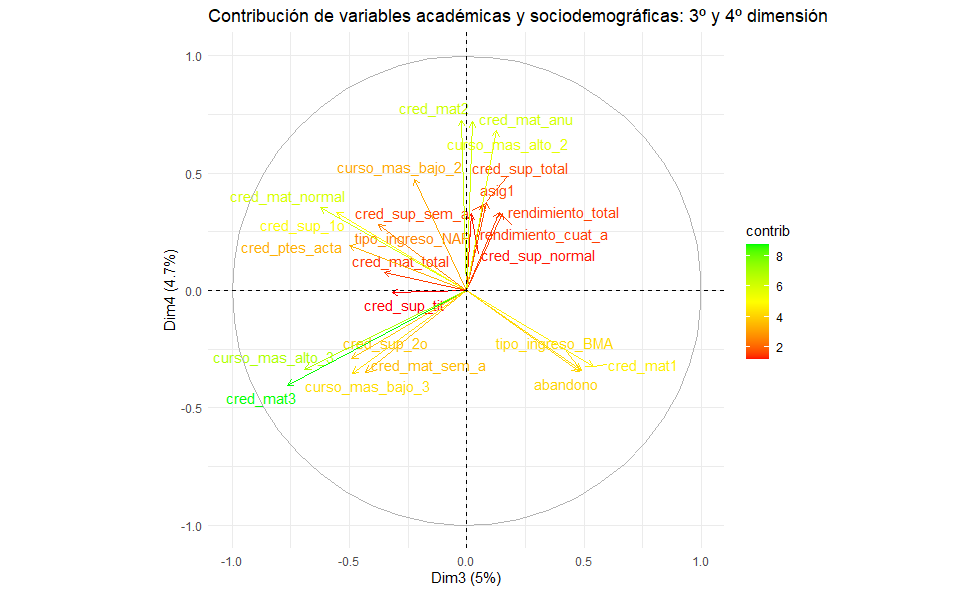 Contribución de variables académicas y sociodemográficas: 3º y 4º dimensión
1.0
cred_mat2
cred_mat_anu
curso_mas_alto_2
curso_mas_bajo_2
cred_sup_total
0.5
asig1
cred_mat_normal
cred_sup_sem_a
rendimiento_total
cred_sup_1o
tipo_ingreso_NAP
rendimiento_cuat_a
cred_ptes_acta
cred_sup_normal
cred_mat_total
contrib
8
6
4
2
0.0
cred_sup_tit
cred_sup_2o
tipo_ingreso_BMA
curso_mas_alto_3
cred_mat_sem_a
cred_mat1
curso_mas_bajo_3
abandono
cred_mat3
-0.5
-1.0
-1.0
-0.5
0.0
0.5
1.0
Dim3 (5%)
Dim4 (4.7%)